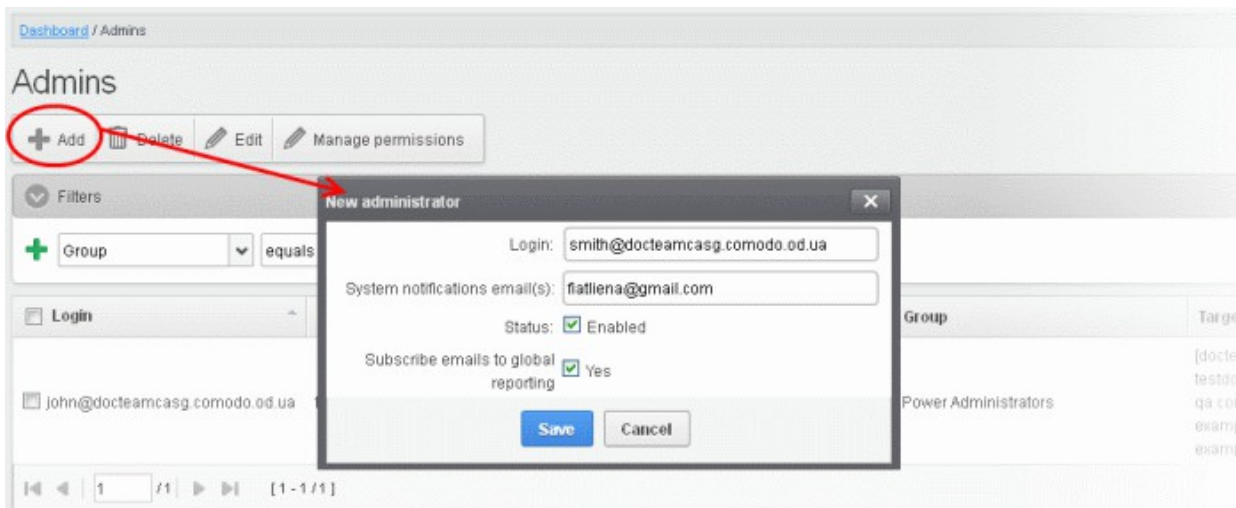 Dashboard / Admins
Admins
Add Delete Edit Manage permissions
Filters
Group equals
New administrator
Login: smith@docteamcasg.comodo.od.ua
System notifications email(s): fiatliena@gmail.com
Status: Enabled
Subscribe emails to global
reporting
Yes
Save Cancel
Login Group
john@docteamcasg.comodo.od.ua Power Administrators
1 /1 [1 - 1 / 1]